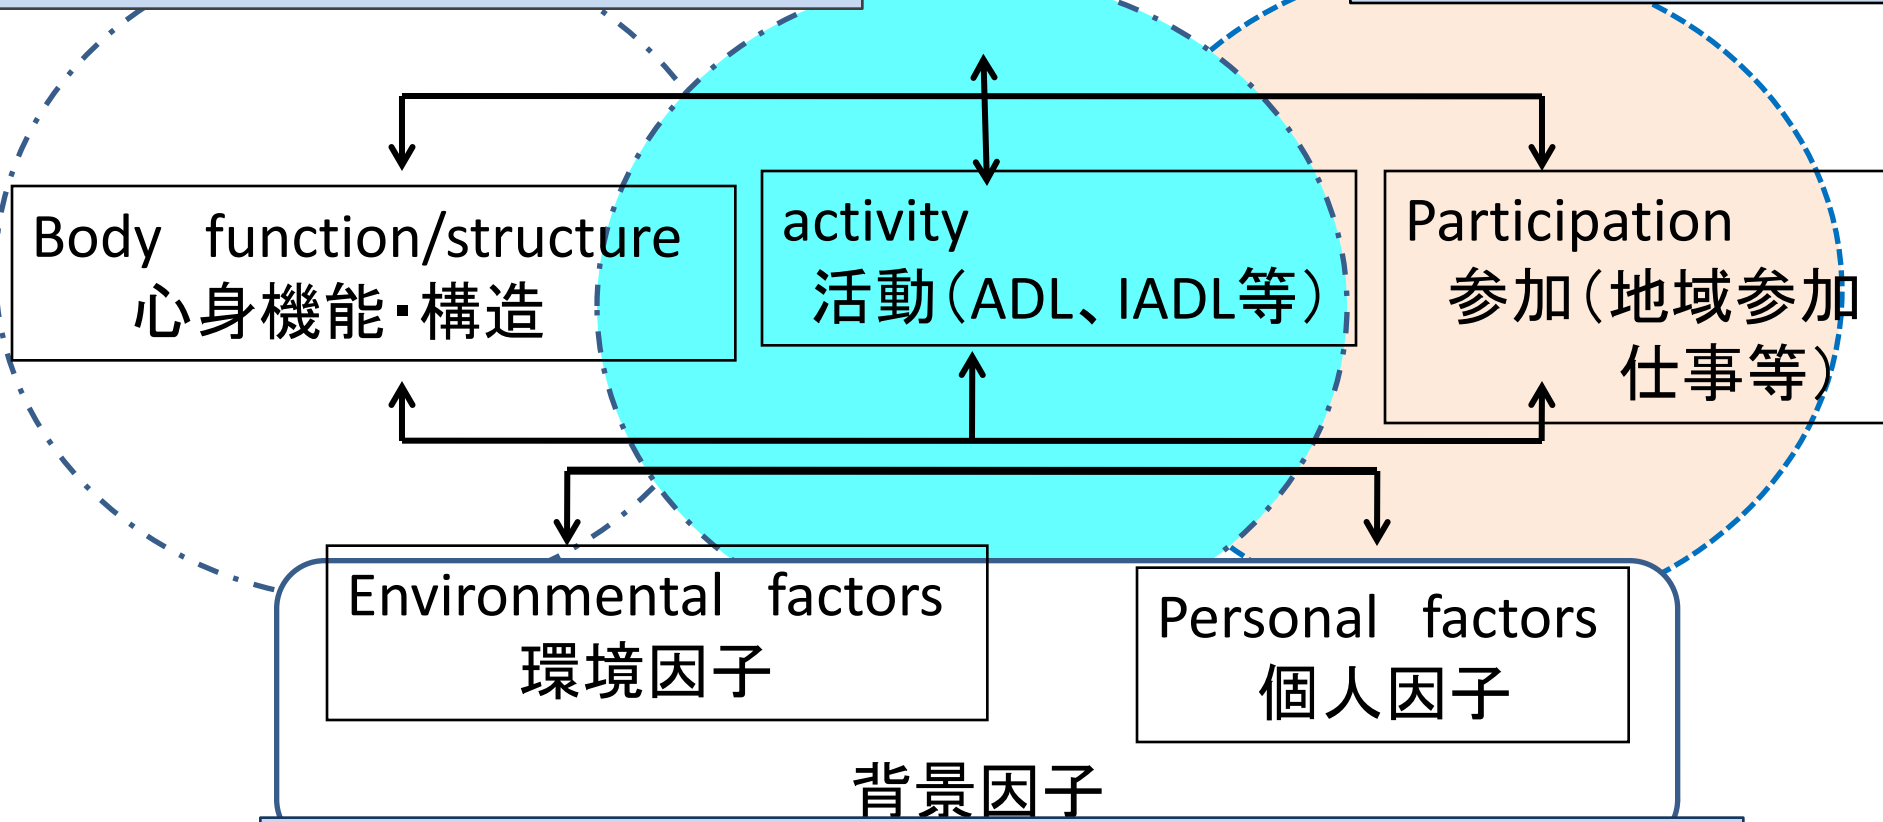 Body function/structure
心身機能・構造
activity
活動（ADL、IADL等）
Participation
参加（地域参加
仕事等）
Environmental factors
環境因子
Personal factors
個人因子
背景因子